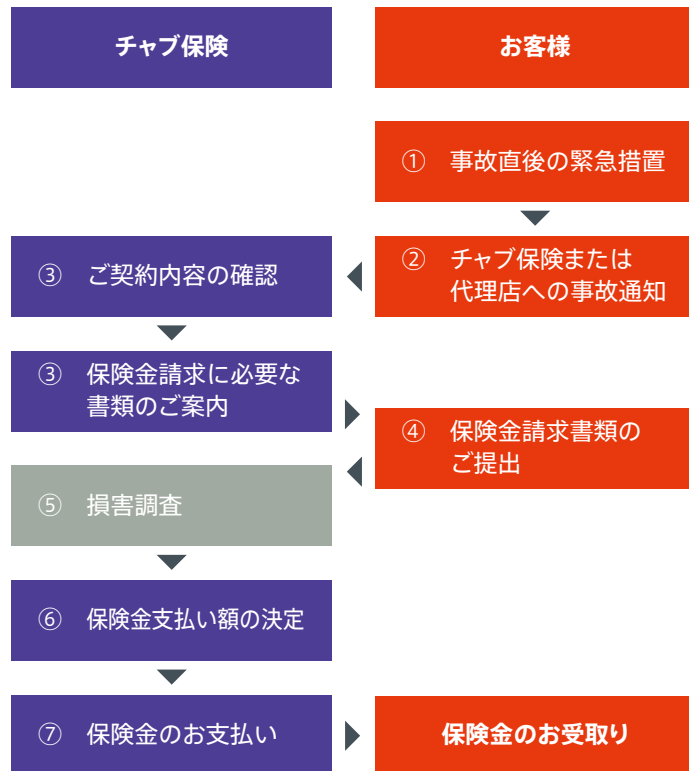 チャブ保険
お客様
① 事故直後の緊急措置
② チャブ保険または
代理店への事故通知
③ ご契約内容の確認
③ 保険金請求に必要な
書類のご案内
④ 保険金請求書類の
ご提出
⑤ 損害調査
⑥ 保険金支払い額の決定
⑦ 保険金のお支払い
保険金のお受取り